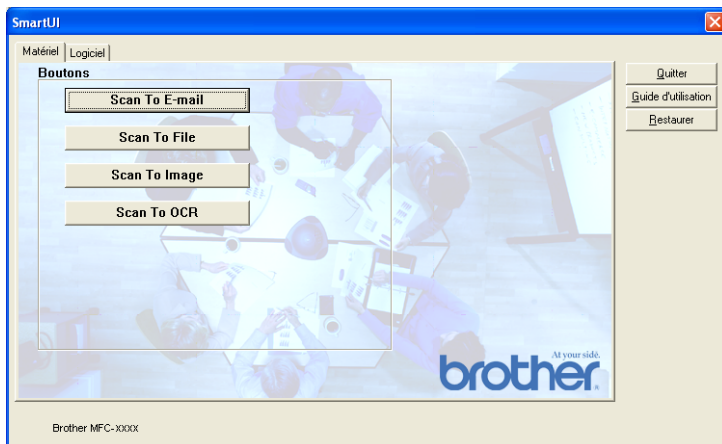 SmartUI
Matériel Logiciel
Boutons
Scan To E-mail
Scan To File
Scan To Image
Scan To OCR
Quitter
Guide d'utilisation
Restaurer
At your side.
brother
Brother MFC-xxxx